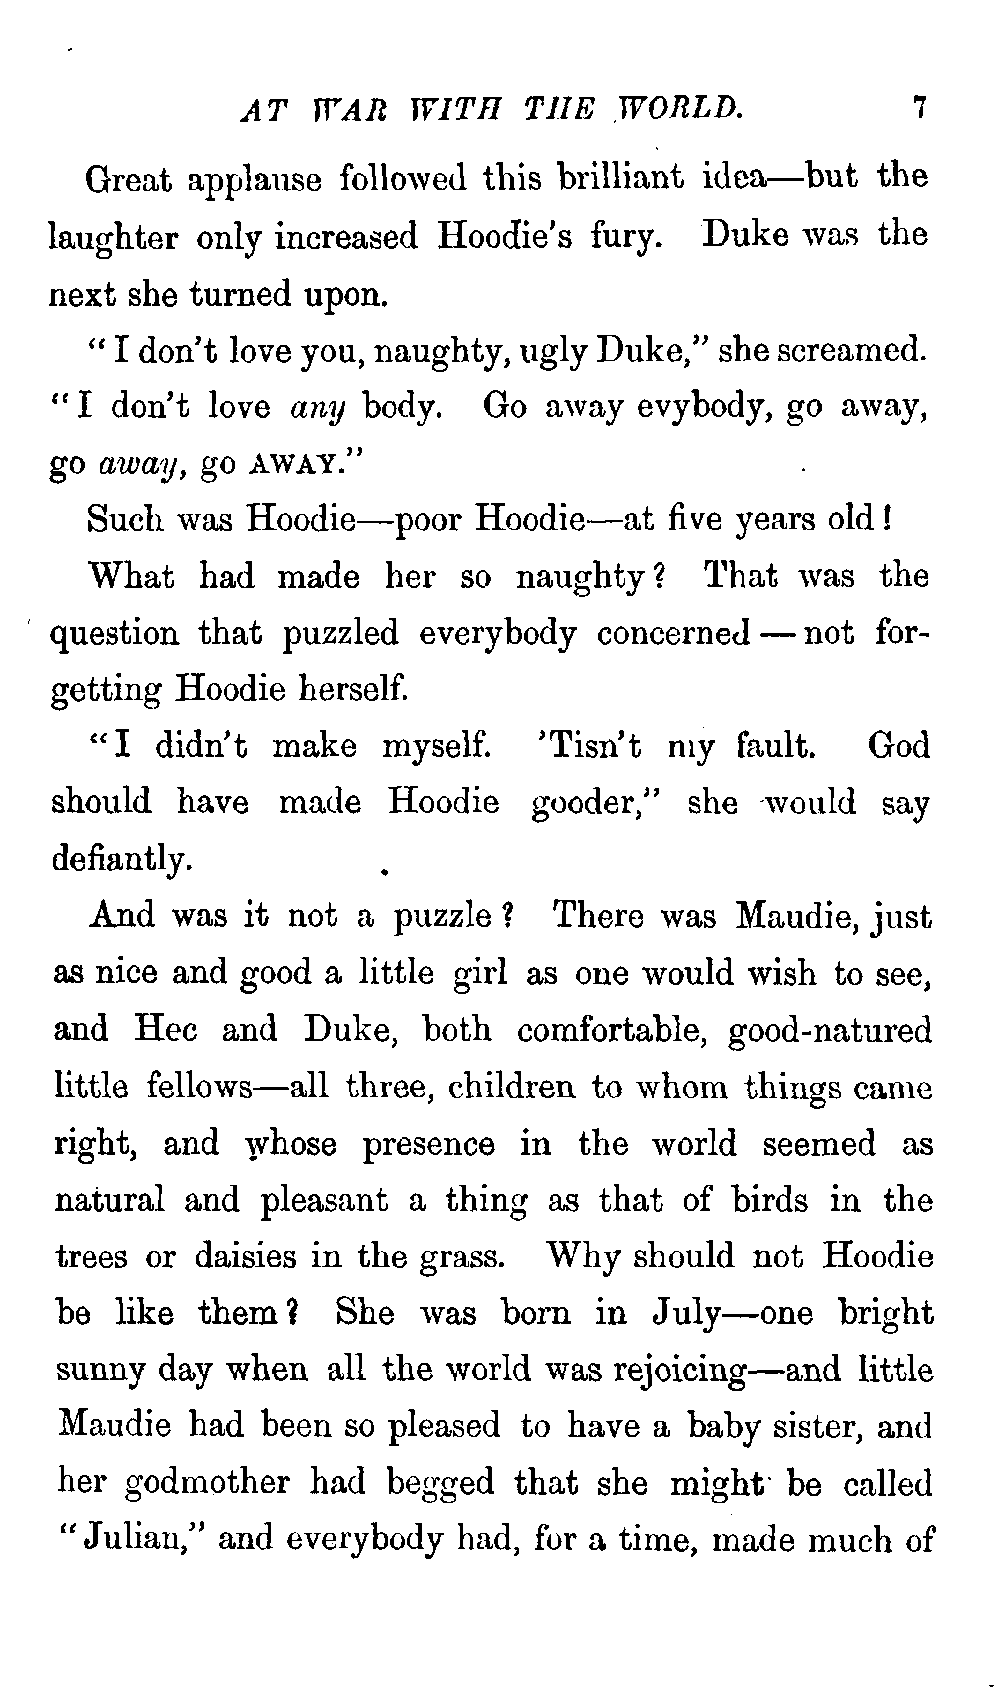 AT WAR WITH THE WORLD. 7
Great applause followed this brilliant idea—but the
laughter only increased Hoodie's fury. Duke was the
next she turned upon.
"I don't love you, naughty, ugly Duke," she screamed.
"I don't love any body. Go away evybody, go away,
go away, go AWAY."
Such was Hoodie—poor Hoodie—at five years old!
What had made her so naughty? That was the
question that puzzled everybody concerned—not for-
getting Hoodie herself.
"I didn't make myself. 'Tisn't my fault. God
should have made Hoodie gooder," she would say
defiantly.
And was it not a puzzle? There was Maudie, just
as nice and good a little girl as one would wish to see,
and Hec and Duke, both comfortable, good-natured
little fellows—all three, children to whom things came
right, and whose presence in the world seemed as
natural and pleasant a thing as that of birds in the
trees or daisies in the grass. Why should not Hoodie
be like them? She was born in July—one bright
sunny day when all the world was rejoicing—and little
Maudie had been so pleased to have a baby sister, and
her godmother had begged that she might be called
"Julian," and everybody had, for a time, made much of